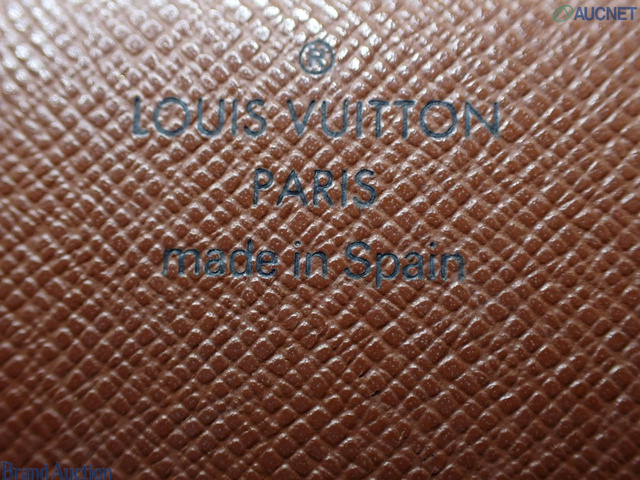 AUCNET
®
LOUIS VUITTON
PARIS
made in Spain
Brand Auction